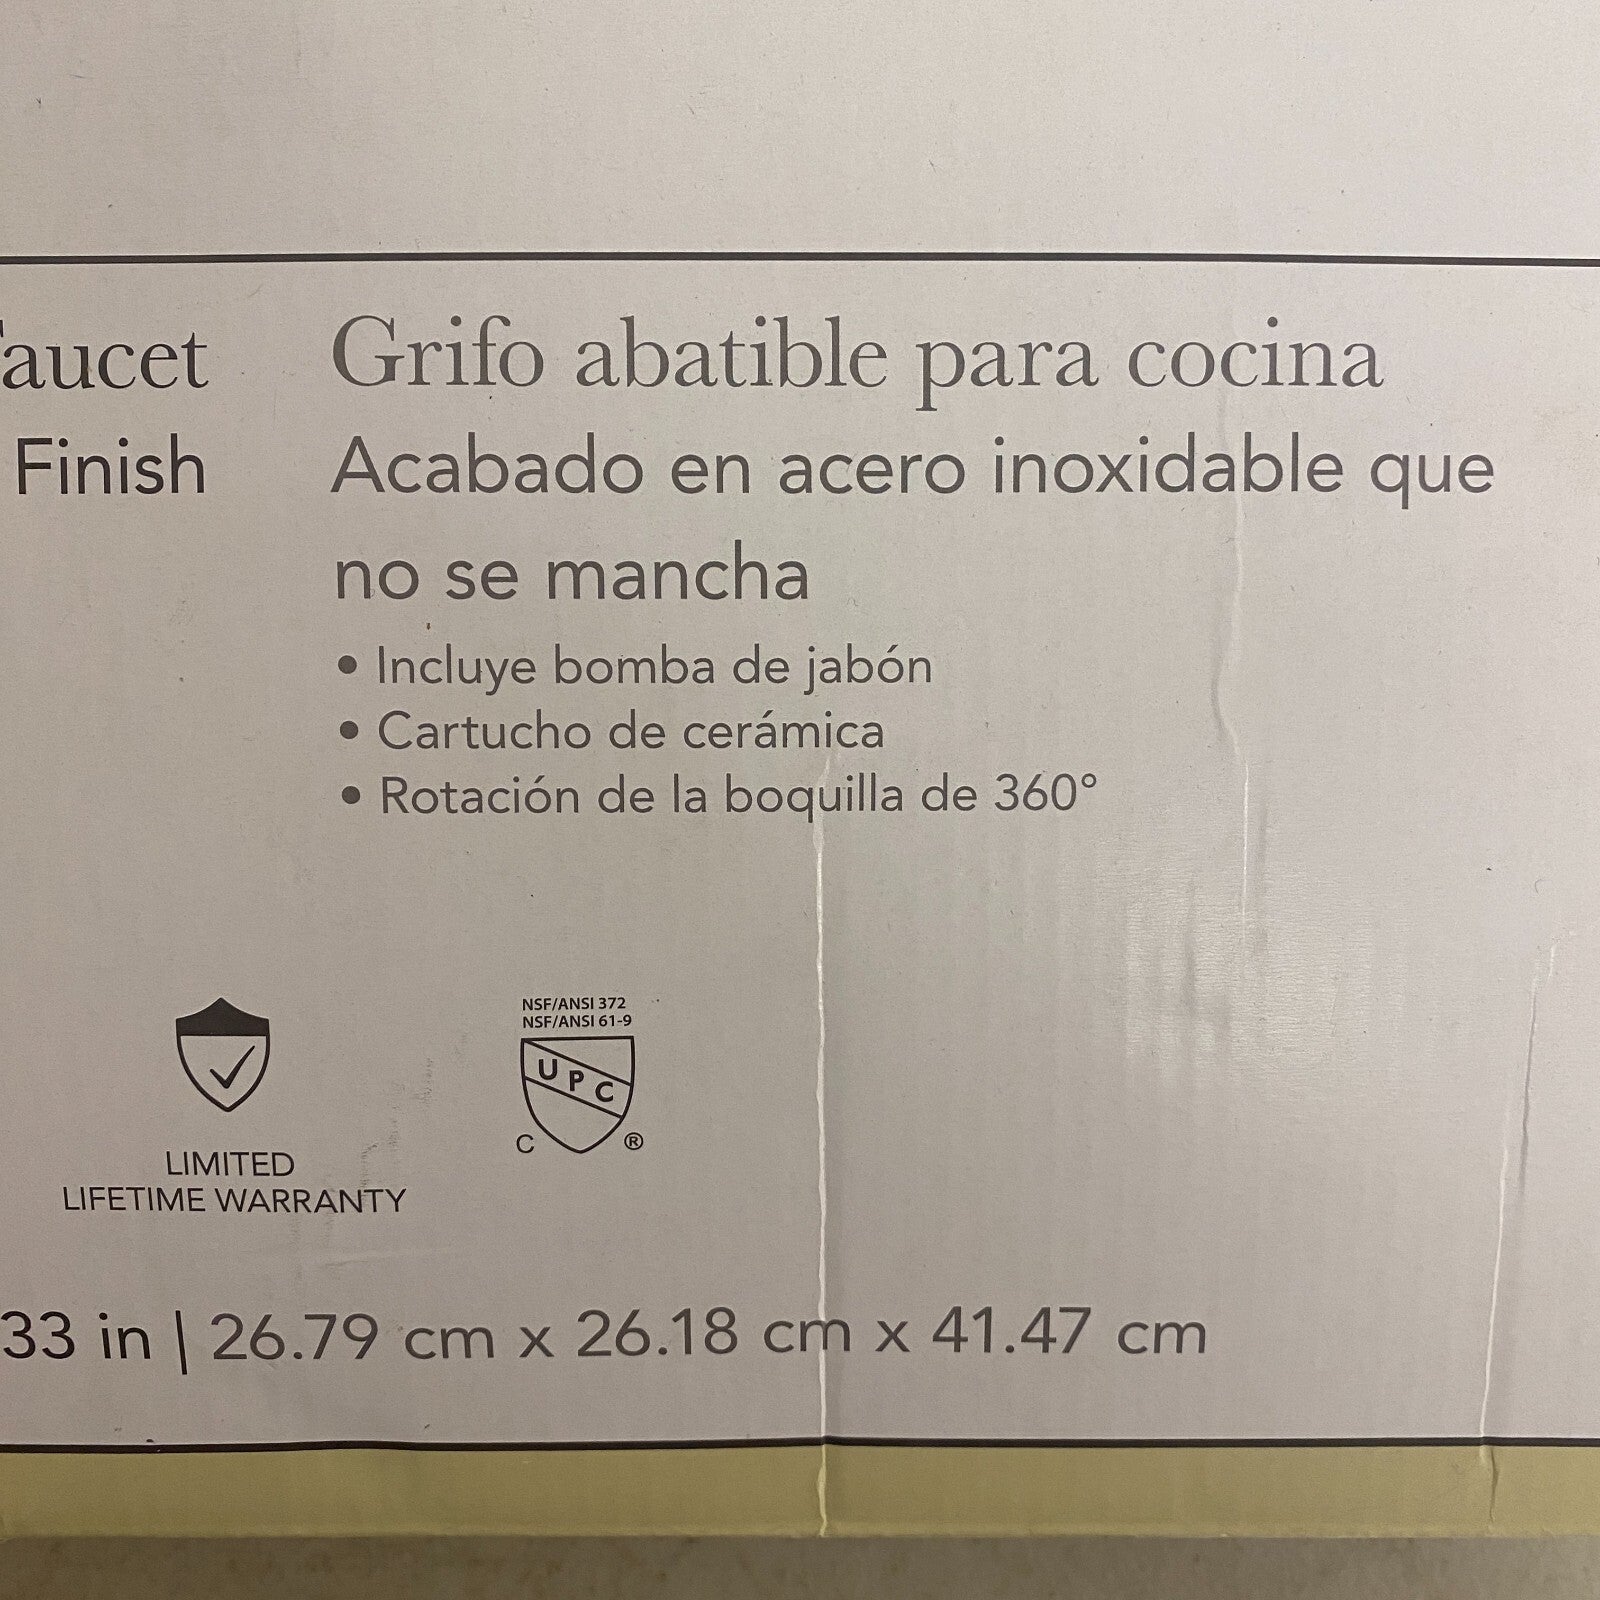 aucet
Finish
Grifo abatible para cocina
Acabado en acero inoxidable que
no se mancha
• Incluye bomba de jabón
• Cartucho de cerámica
• Rotación de la boquilla de 360°
LIMITED
LIFETIME WARRANTY
NSF/ANSI 372
NSF/ANSI 61-9
UPC
C ®
33 in | 26.79 cm x 26.18 cm x 41.47 cm